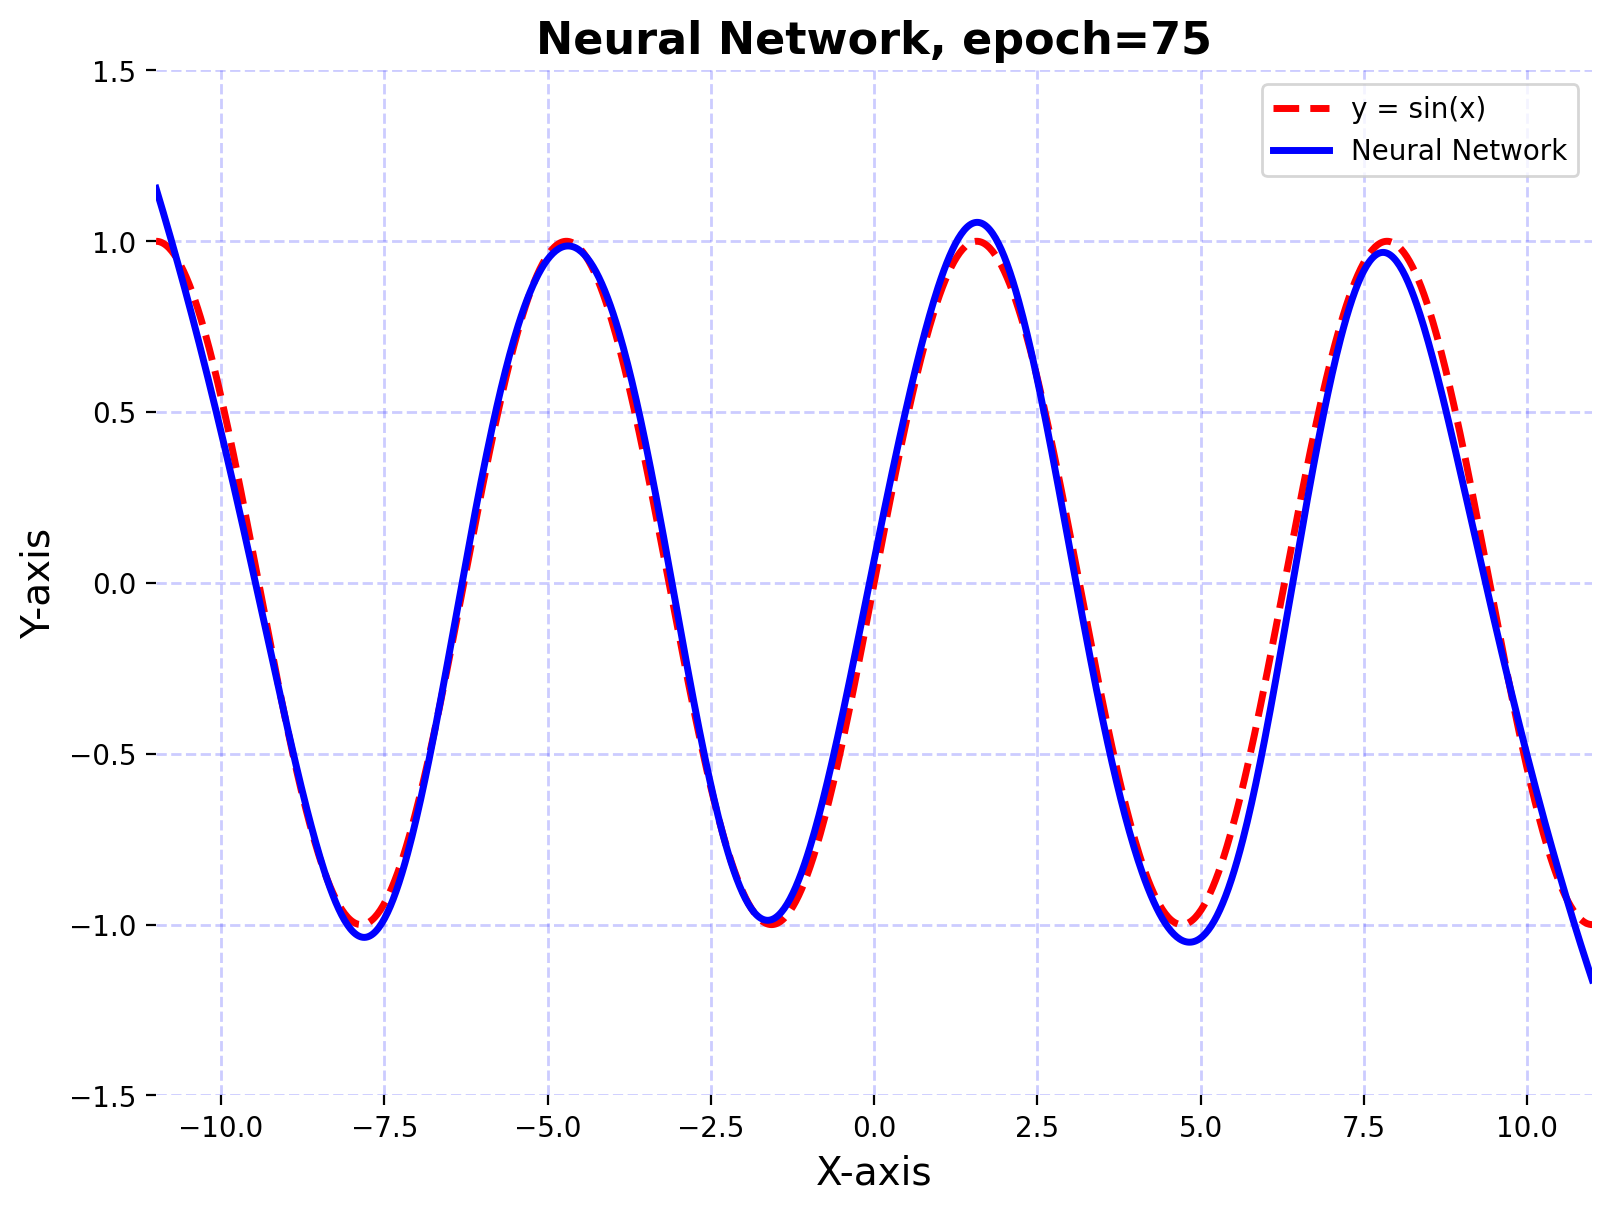 Neural Network, epoch=75
y = sin(x)
Neural Network
Y-axis
1.5
1.0
0.5
0.0
−0.5
−1.0
−1.5
−10.0 −7.5 −5.0 −2.5 0.0 2.5 5.0 7.5 10.0
X-axis